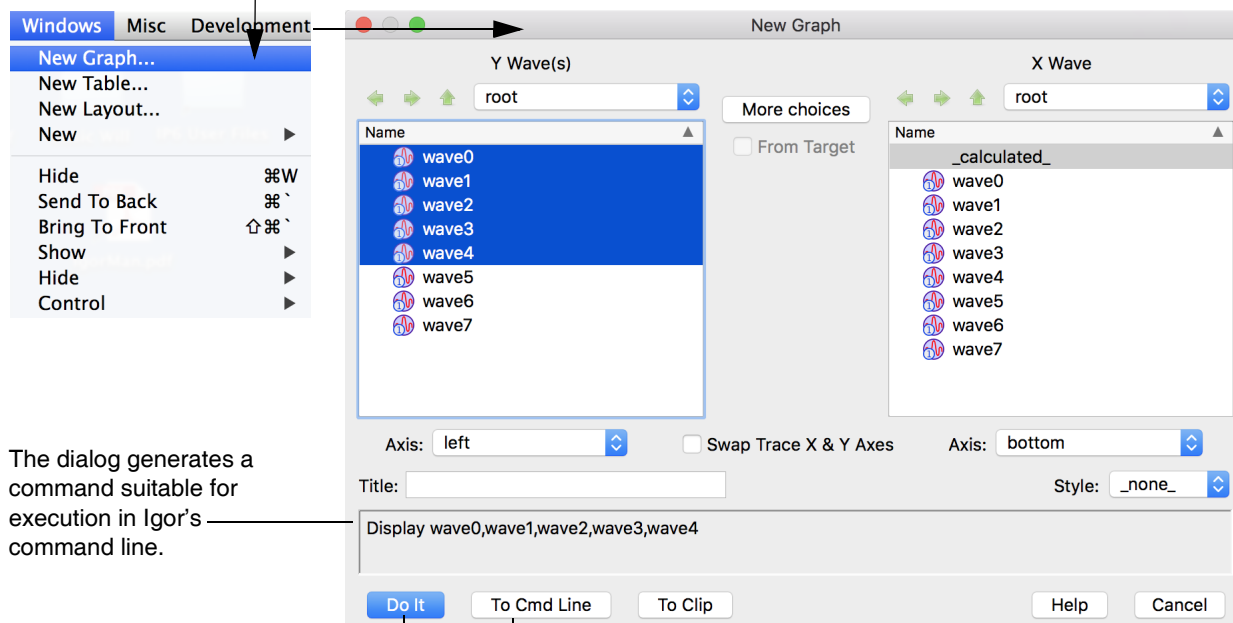 Windows Misc Development
New Graph...
New Table...
New Layout...
New
Hide ⌘W
Send To Back ⌘`
Bring To Front ⇧⌘`
Show
Hide
Control
The dialog generates a
command suitable for
execution in Igor's
command line.
New Graph
Y Wave(s)
root
Name
wave0
wave1
wave2
wave3
wave4
wave5
wave6
wave7
More choices
From Target
X Wave
root
Name
_calculated_
wave0
wave1
wave2
wave3
wave4
wave5
wave6
wave7
Axis: left
Swap Trace X & Y Axes
Axis: bottom
Title:
Style: _none_
Display wave0,wave1,wave2,wave3,wave4
Do It
To Cmd Line
To Clip
Help
Cancel